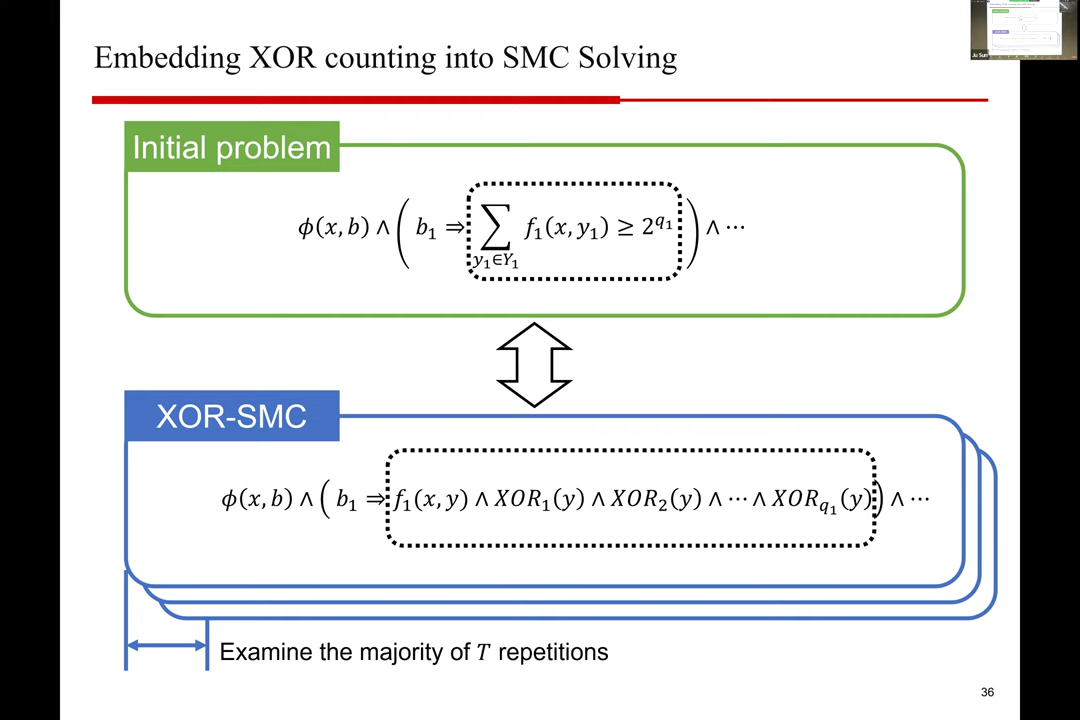 Embedding XOR counting into SMC Solving
Initial problem
ϕ(x, b) ∧ ( b₁ ⇒ ∑_{y₁∈Y₁} f₁(x, y₁) ≥ 2^{q₁} ) ∧ ⋯
XOR-SMC
ϕ(x, b) ∧ ( b₁ ⇒ f₁(x, y) ∧ XOR₁(y) ∧ XOR₂(y) ∧ ⋯ ∧ XOR_{q₁}(y) ) ∧ ⋯
Examine the majority of T repetitions
36